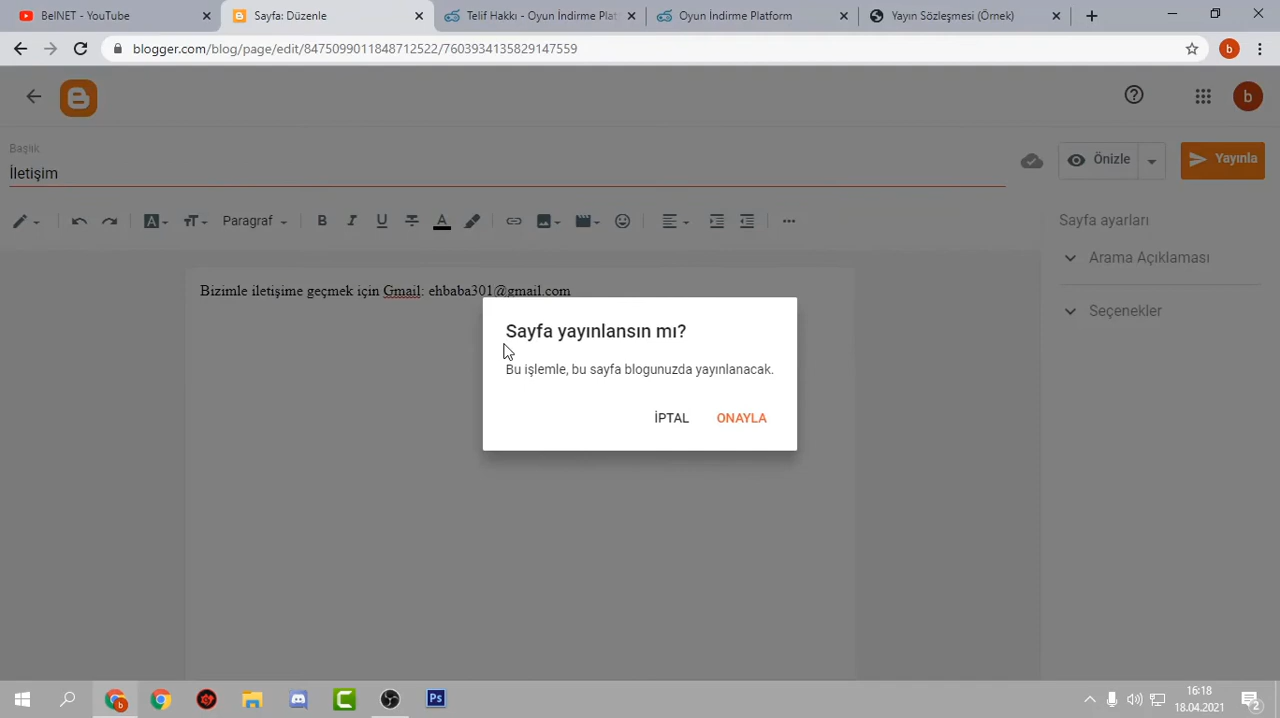 BelNET - YouTube
Sayfa: Düzenle
Telif Hakkı - Oyun İndirme Plat
Oyun İndirme Platform
Yayın Sözleşmesi (Örnek)
blogger.com/blog/page/edit/8475099011848712522/7603934135829147559
b
b
Başlık
İletişim
Önizle
Yayınla
Paragraf
Sayfa ayarları
Arama Açıklaması
Seçenekler
Bizimle iletişime geçmek için Gmail: ehbaba301@gmail.com
Sayfa yayınlansın mı?
Bu işlemle, bu sayfa blogunuzda yayınlanacak.
İPTAL
ONAYLA
b
Ps
16:18
18.04.2021
2